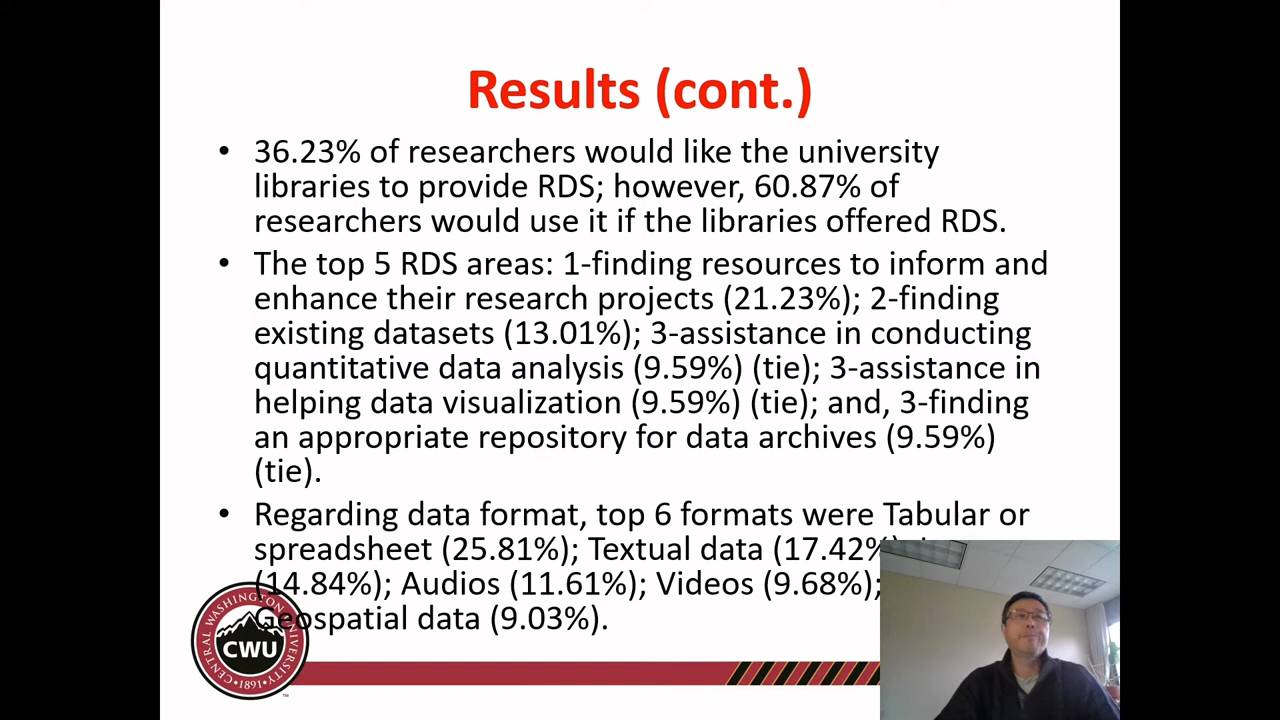 Results (cont.)
• 36.23% of researchers would like the university
libraries to provide RDS; however, 60.87% of
researchers would use it if the libraries offered RDS.
• The top 5 RDS areas: 1-finding resources to inform and
enhance their research projects (21.23%); 2-finding
existing datasets (13.01%); 3-assistance in conducting
quantitative data analysis (9.59%) (tie); 3-assistance in
helping data visualization (9.59%) (tie); and, 3-finding
an appropriate repository for data archives (9.59%)
(tie).
• Regarding data format, top 6 formats were Tabular or
spreadsheet (25.81%); Textual data (17.42%);
(14.84%); Audios (11.61%); Videos (9.68%);
Geospatial data (9.03%).
CENTRAL WASHINGTON UNIVERSITY
CWU
• 1891 •
™